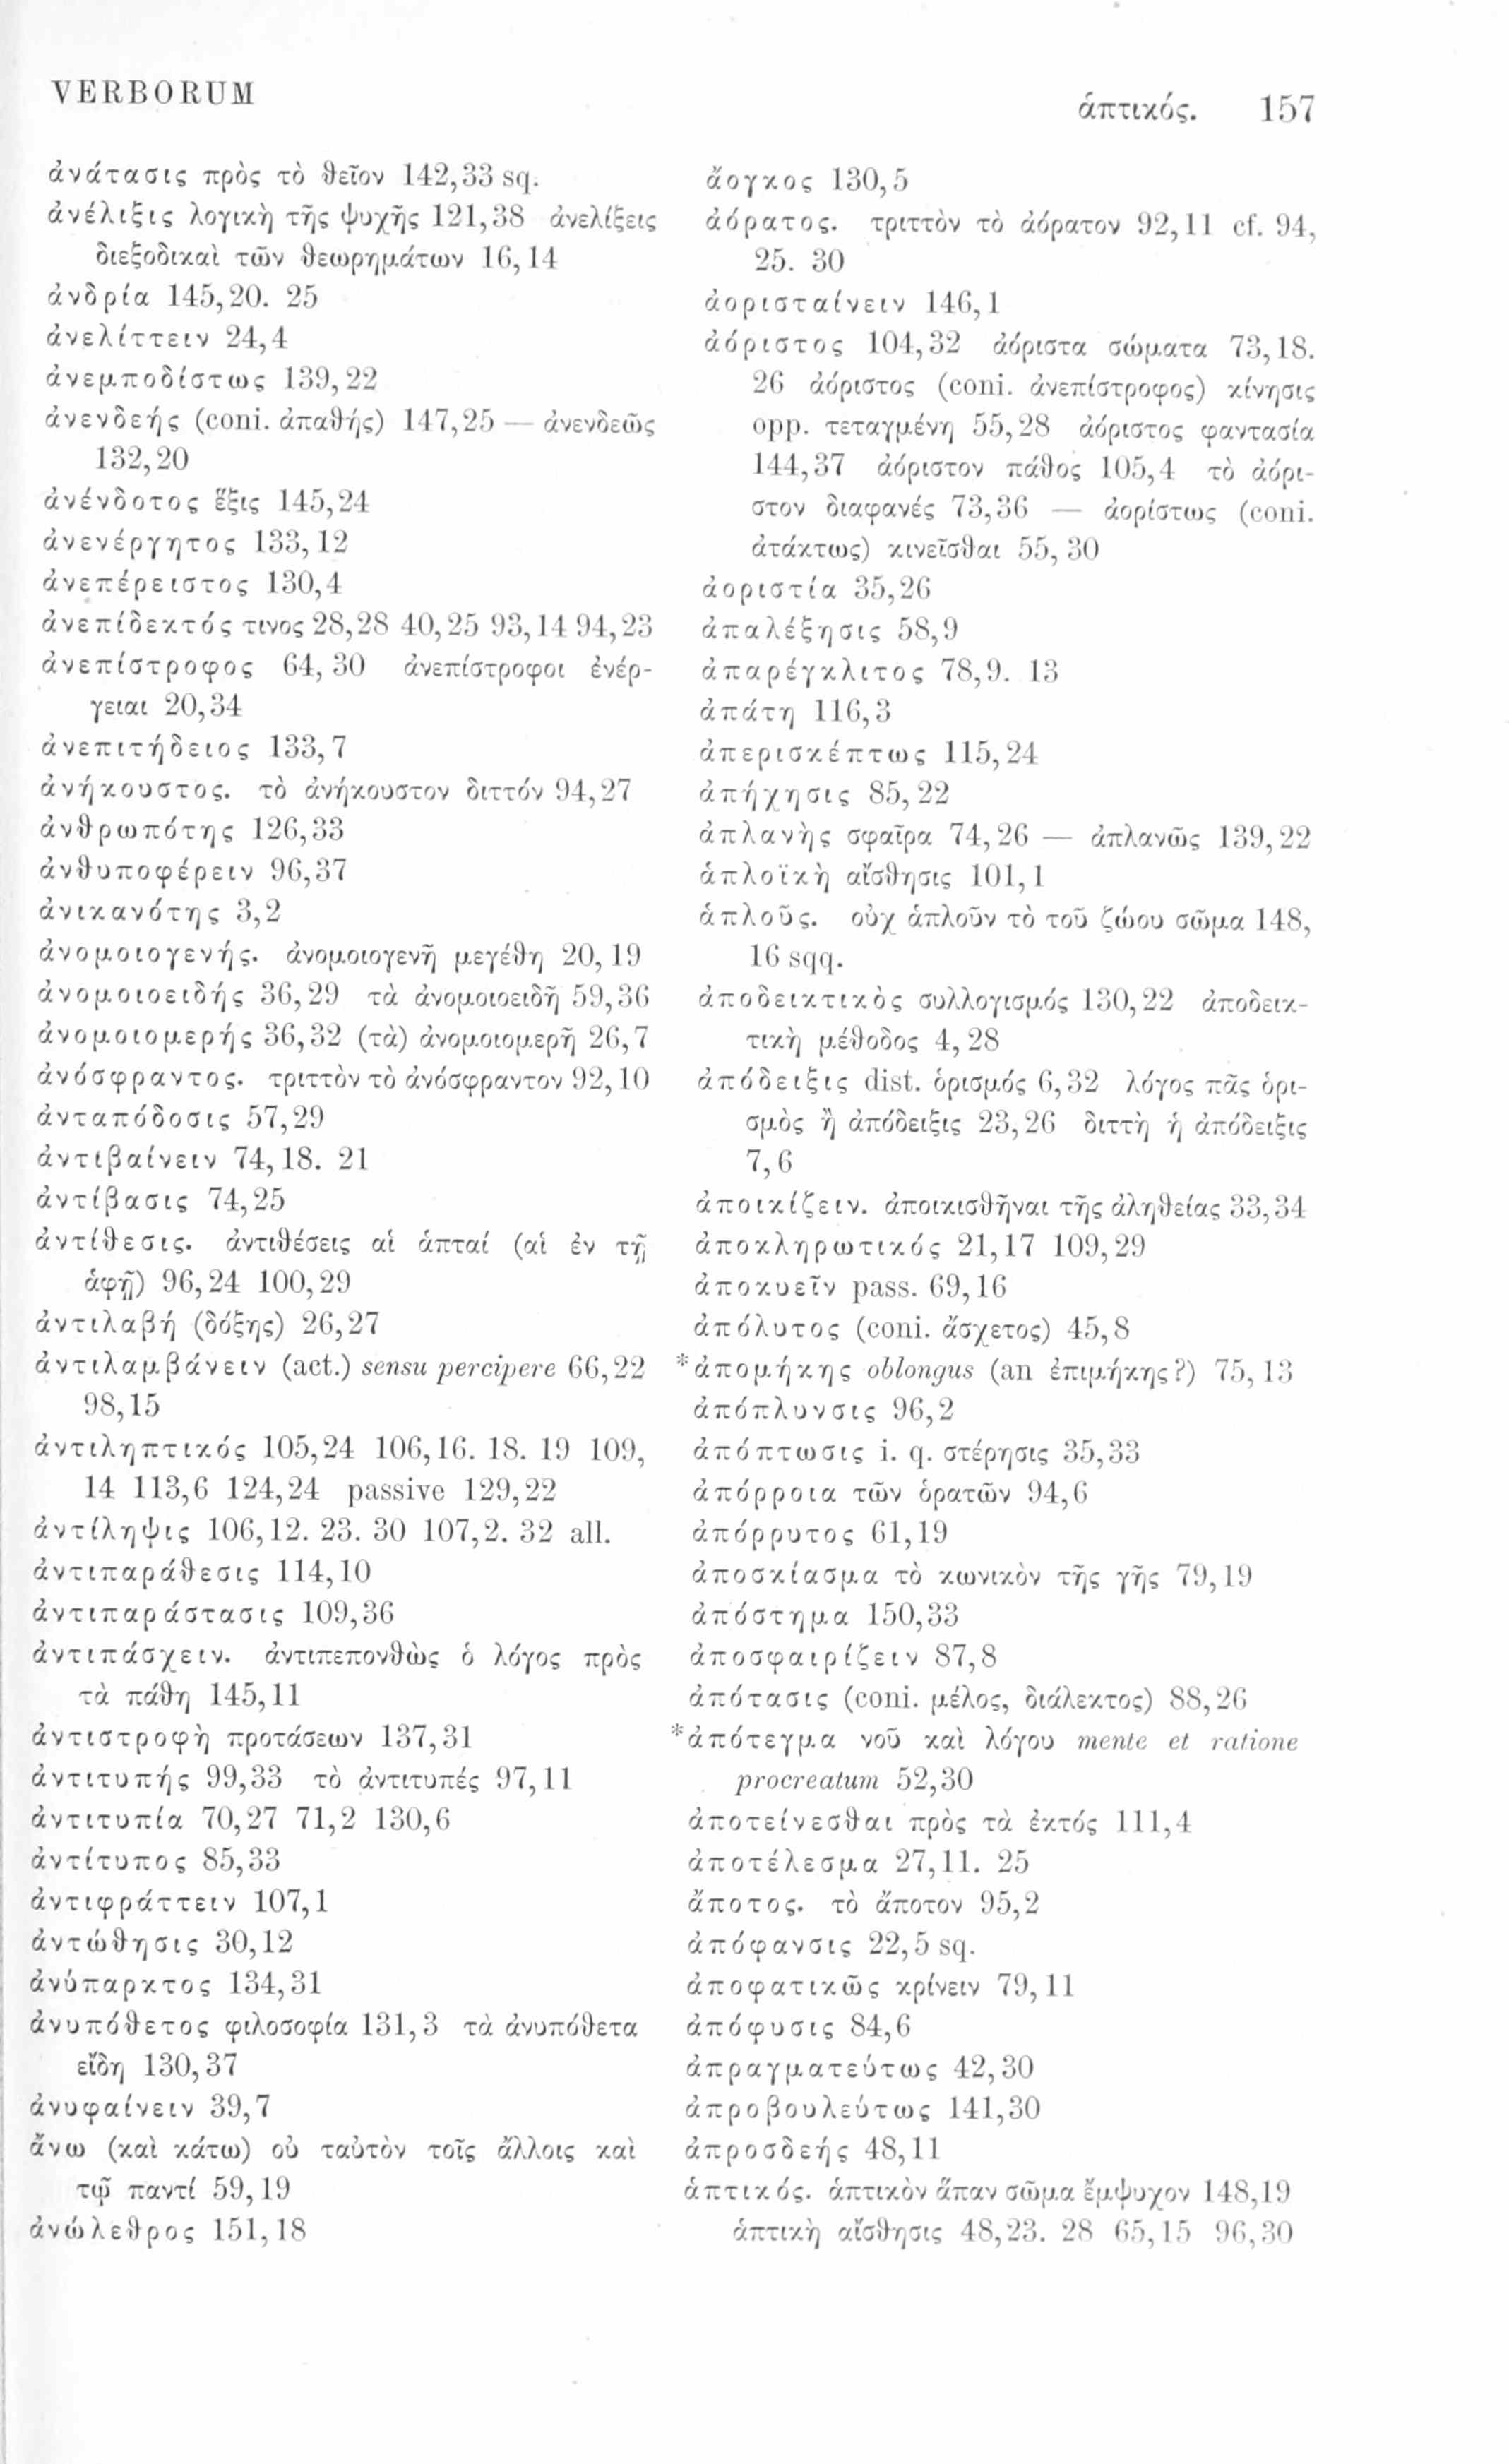 VERBORUM
ἁπτικός. 157
ἀνάτασις πρὸς τὸ θεῖον 142,33 sq.
ἀνέλιξις λογικὴ τῆς ψυχῆς 121,38 ἀνελίξεις
διεξοδικαὶ τῶν θεωρημάτων 16,14
ἀνδρία 145,20. 25
ἀνελίττειν 24,4
ἀνεμποδίστως 139,22
ἀνενδεής (coni. ἀπαθής) 147,25 — ἀνενδεῶς
132,20
ἀνένδοτος ἕξις 145,24
ἀνενέργητος 133,12
ἀνεπέρειστος 130,4
ἀνεπίδεκτός τινος 28,28 40,25 93,14 94,23
ἀνεπίστροφος 64,30 ἀνεπίστροφοι ἐνέρ-
γειαι 20,34
ἀνεπιτήδειος 133,7
ἀνήκουστος. τὸ ἀνήκουστον διττόν 94,27
ἀνθρωπότης 126,33
ἀνθυποφέρειν 96,37
ἀνικανότης 3,2
ἀνομοιογενής. ἀνομοιογενῆ μεγέθη 20,19
ἀνομοιοειδής 36,29 τὰ ἀνομοιοειδῆ 59,36
ἀνομοιομερής 36,32 (τὰ) ἀνομοιομερῆ 26,7
ἀνόσφραντος. τριττὸν τὸ ἀνόσφραντον 92,10
ἀνταπόδοσις 57,29
ἀντιβαίνειν 74,18. 21
ἀντίβασις 74,25
ἀντίθεσις. ἀντιθέσεις αἱ ἁπταί (αἱ ἐν τῇ
ἁφῇ) 96,24 100,29
ἀντιλαβή (δόξης) 26,27
ἀντιλαμβάνειν (act.) sensu percipere 66,22
98,15
ἀντιληπτικός 105,24 106,16. 18. 19 109,
14 113,6 124,24 passive 129,22
ἀντίληψις 106,12. 23. 30 107,2. 32 all.
ἀντιπαράθεσις 114,10
ἀντιπαράστασις 109,36
ἀντιπάσχειν. ἀντιπεπονθὼς ὁ λόγος πρὸς
τὰ πάθη 145,11
ἀντιστροφὴ προτάσεων 137,31
ἀντιτυπής 99,33 τὸ ἀντιτυπές 97,11
ἀντιτυπία 70,27 71,2 130,6
ἀντίτυπος 85,33
ἀντιφράττειν 107,1
ἀντώθησις 30,12
ἀνύπαρκτος 134,31
ἀνυπόθετος φιλοσοφία 131,3 τὰ ἀνυπόθετα
εἴδη 130,37
ἀνυφαίνειν 39,7
ἄνω (καὶ κάτω) οὐ ταὐτὸν τοῖς ἄλλοις καὶ
τῷ παντί 59,19
ἀνώλεθρος 151,18
ἄογκος 130,5
ἀόρατος. τριττὸν τὸ ἀόρατον 92,11 cf. 94,
25. 30
ἀορισταίνειν 146,1
ἀόριστος 104,32 ἀόριστα σώματα 73,18.
26 ἀόριστος (coni. ἀνεπίστροφος) κίνησις
opp. τεταγμένη 55,28 ἀόριστος φαντασία
144,37 ἀόριστον πάθος 105,4 τὸ ἀόρι-
στον διαφανές 73,36 — ἀορίστως (coni.
ἀτάκτως) κινεῖσθαι 55,30
ἀοριστία 35,26
ἀπαλέξησις 58,9
ἀπαρέγκλιτος 78,9. 13
ἀπάτη 116,3
ἀπερισκέπτως 115,24
ἀπήχησις 85,22
ἀπλανὴς σφαῖρα 74,26 — ἀπλανῶς 139,22
ἁπλοϊκὴ αἴσθησις 101,1
ἁπλοῦς. οὐχ ἁπλοῦν τὸ τοῦ ζώου σῶμα 148,
16 sqq.
ἀποδεικτικὸς συλλογισμός 130,22 ἀποδεικ-
τικὴ μέθοδος 4,28
ἀπόδειξις dist. ὁρισμός 6,32 λόγος πᾶς ὁρι-
σμὸς ἢ ἀπόδειξις 23,26 διττὴ ἡ ἀπόδειξις
7,6
ἀποικίζειν. ἀποικισθῆναι τῆς ἀληθείας 33,34
ἀποκληρωτικός 21,17 109,29
ἀποκυεῖν pass. 69,16
ἀπόλυτος (coni. ἄσχετος) 45,8
*ἀπομήκης oblongus (an ἐπιμήκης?) 75,13
ἀπόπλυνσις 96,2
ἀπόπτωσις i. q. στέρησις 35,33
ἀπόρροια τῶν ὁρατῶν 94,6
ἀπόρρυτος 61,19
ἀποσκίασμα τὸ κωνικὸν τῆς γῆς 79,19
ἀπόστημα 150,33
ἀποσφαιρίζειν 87,8
ἀπότασις (coni. μέλος, διάλεκτος) 88,26
*ἀπότεγμα νοῦ καὶ λόγου mente et ratione
procreatum 52,30
ἀποτείνεσθαι πρὸς τὰ ἐκτός 111,4
ἀποτέλεσμα 27,11. 25
ἄποτος. τὸ ἄποτον 95,2
ἀπόφανσις 22,5 sq.
ἀποφατικῶς κρίνειν 79,11
ἀπόφυσις 84,6
ἀπραγματεύτως 42,30
ἀπροβουλεύτως 141,30
ἀπροσδεής 48,11
ἁπτικός. ἁπτικὸν ἅπαν σῶμα ἔμψυχον 148,19
ἁπτικὴ αἴσθησις 48,23. 28 65,15 96,30